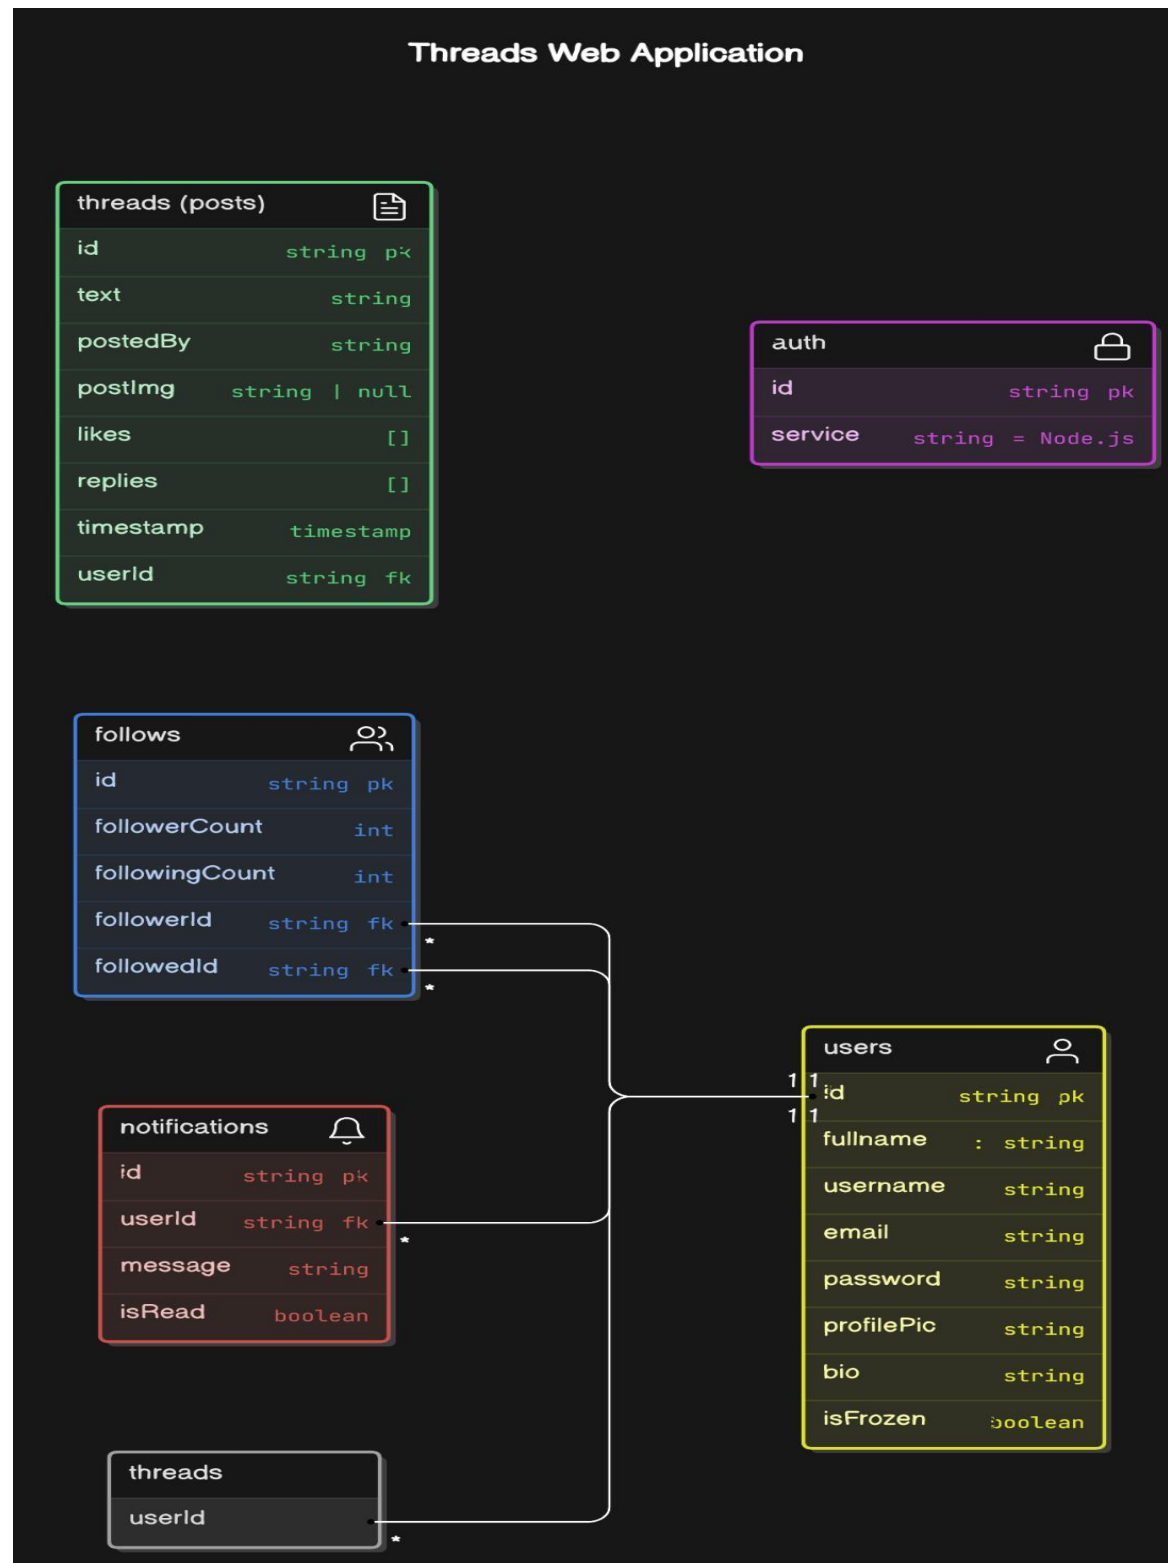 Threads Web Application
threads (posts)
id string pk
text string
postedBy string
postImg string | null
likes []
replies []
timestamp timestamp
userId string fk
auth
id string pk
service string = Node.js
follows
id string pk
followerCount int
followingCount int
followerId string fk
*
followedId string fk
*
users
1 1
id string pk
1 1
fullname : string
username string
email string
password string
profilePic string
bio string
isFrozen boolean
notifications
id string pk
userId string fk
*
message string
isRead boolean
threads
userId
*